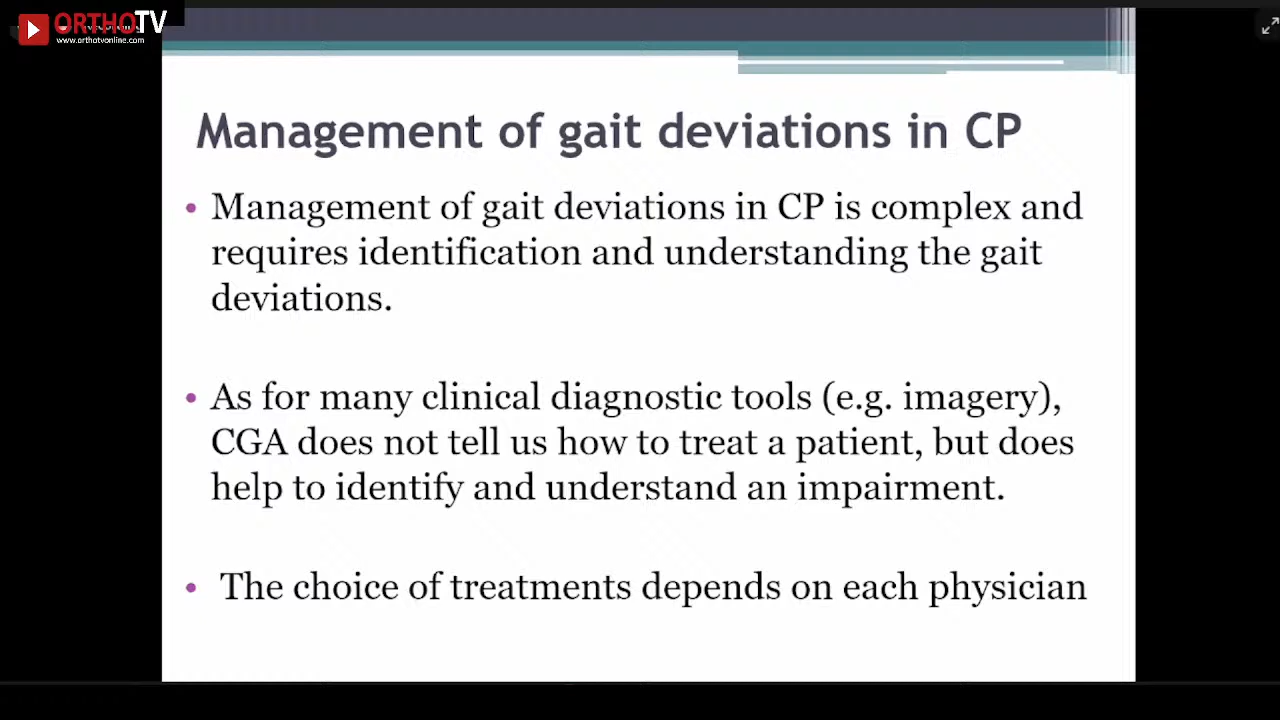 ORTHOTV
www.orthotvonline.com
Management of gait deviations in CP
• Management of gait deviations in CP is complex and
requires identification and understanding the gait
deviations.
• As for many clinical diagnostic tools (e.g. imagery),
CGA does not tell us how to treat a patient, but does
help to identify and understand an impairment.
• The choice of treatments depends on each physician